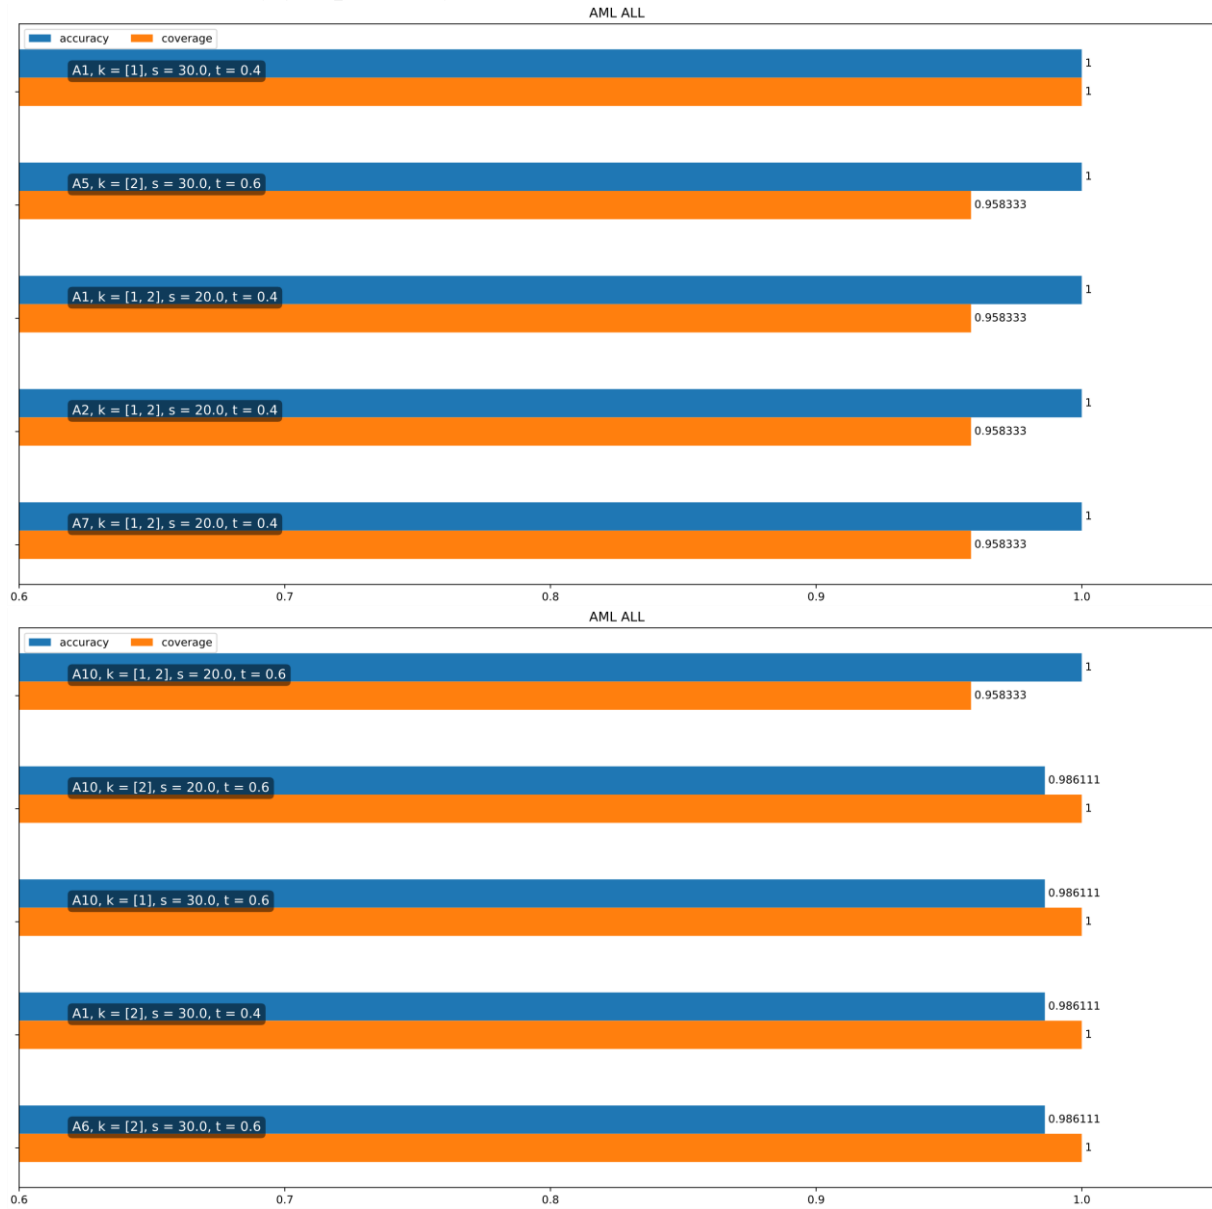 AML ALL
accuracy coverage
A1, k = [1], s = 30.0, t = 0.4
1
1
A5, k = [2], s = 30.0, t = 0.6
1
0.958333
A1, k = [1, 2], s = 20.0, t = 0.4
1
0.958333
A2, k = [1, 2], s = 20.0, t = 0.4
1
0.958333
A7, k = [1, 2], s = 20.0, t = 0.4
1
0.958333
0.6 0.7 0.8 0.9 1.0
AML ALL
accuracy coverage
A10, k = [1, 2], s = 20.0, t = 0.6
1
0.958333
A10, k = [2], s = 20.0, t = 0.6
0.986111
1
A10, k = [1], s = 30.0, t = 0.6
0.986111
1
A1, k = [2], s = 30.0, t = 0.4
0.986111
1
A6, k = [2], s = 30.0, t = 0.6
0.986111
1
0.6 0.7 0.8 0.9 1.0